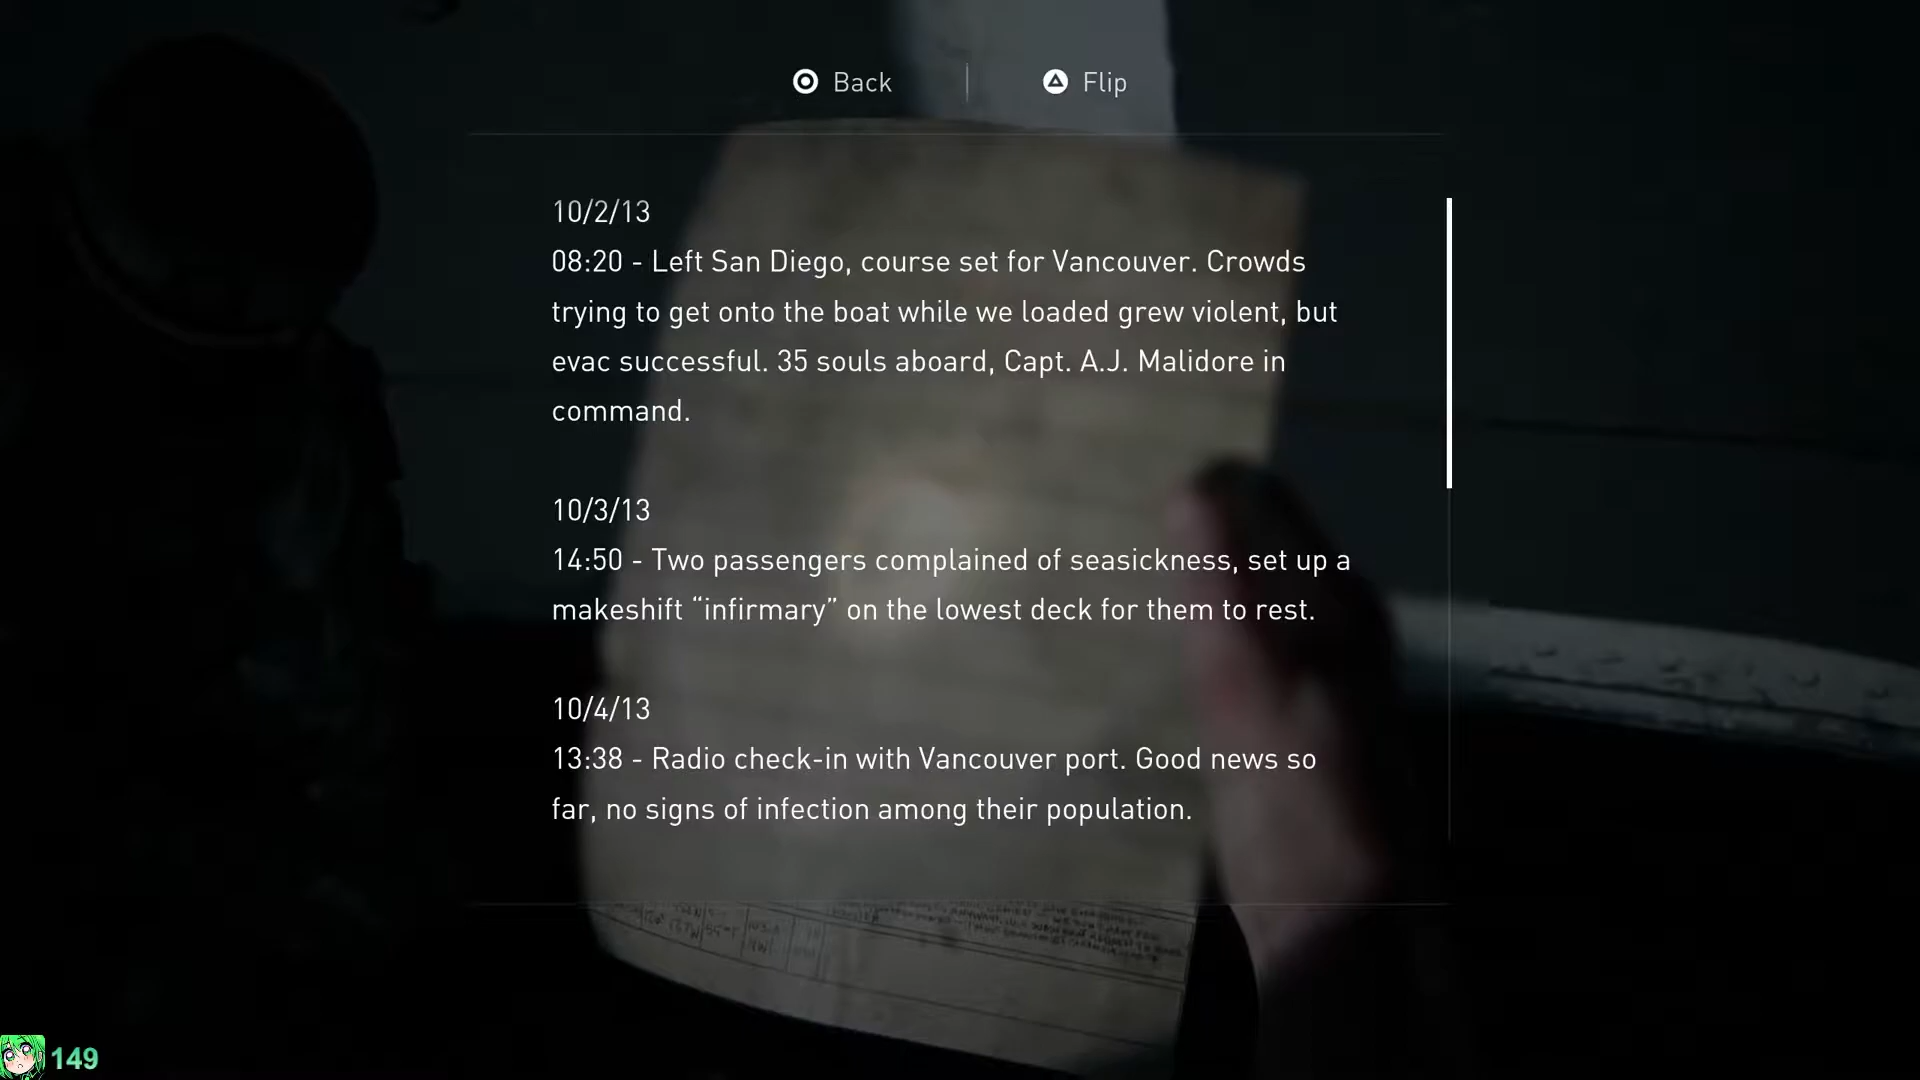 Back
Flip
10/2/13
08:20 - Left San Diego, course set for Vancouver. Crowds
trying to get onto the boat while we loaded grew violent, but
evac successful. 35 souls aboard, Capt. A.J. Malidore in
command.
10/3/13
14:50 - Two passengers complained of seasickness, set up a
makeshift “infirmary” on the lowest deck for them to rest.
10/4/13
13:38 - Radio check-in with Vancouver port. Good news so
far, no signs of infection among their population.
149